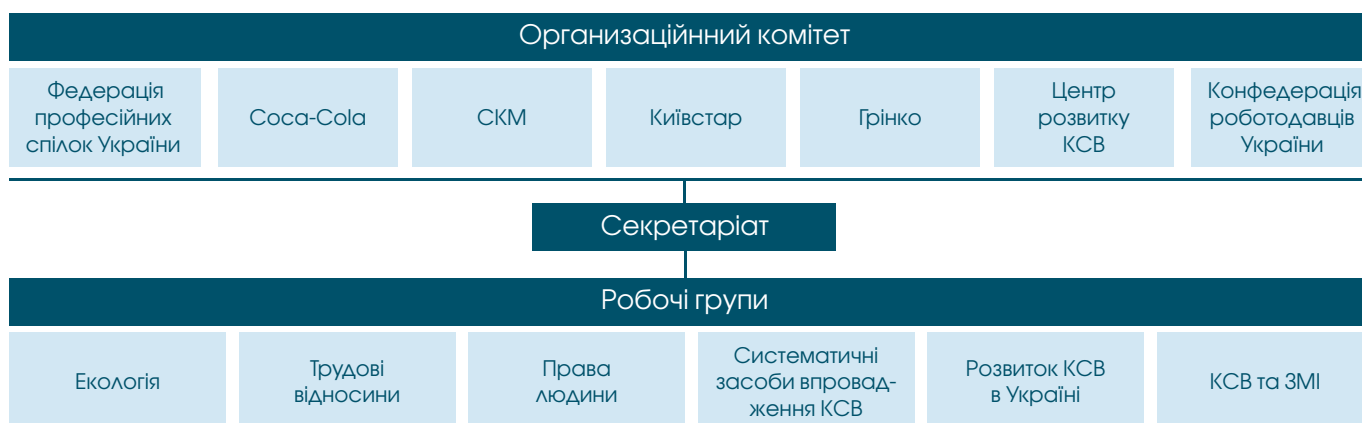 Организаційнний комітет
Федерація
професійних
спілок України
Coca-Cola
СКМ
Київстар
Грінко
Центр
розвитку
КСВ
Конфедерація
роботодавців
України
Секретаріат
Робочі групи
Екологія
Трудові
відносини
Права
людини
Систематичні
засоби впровад-
ження КСВ
Розвиток КСВ
в Україні
КСВ та ЗМІ